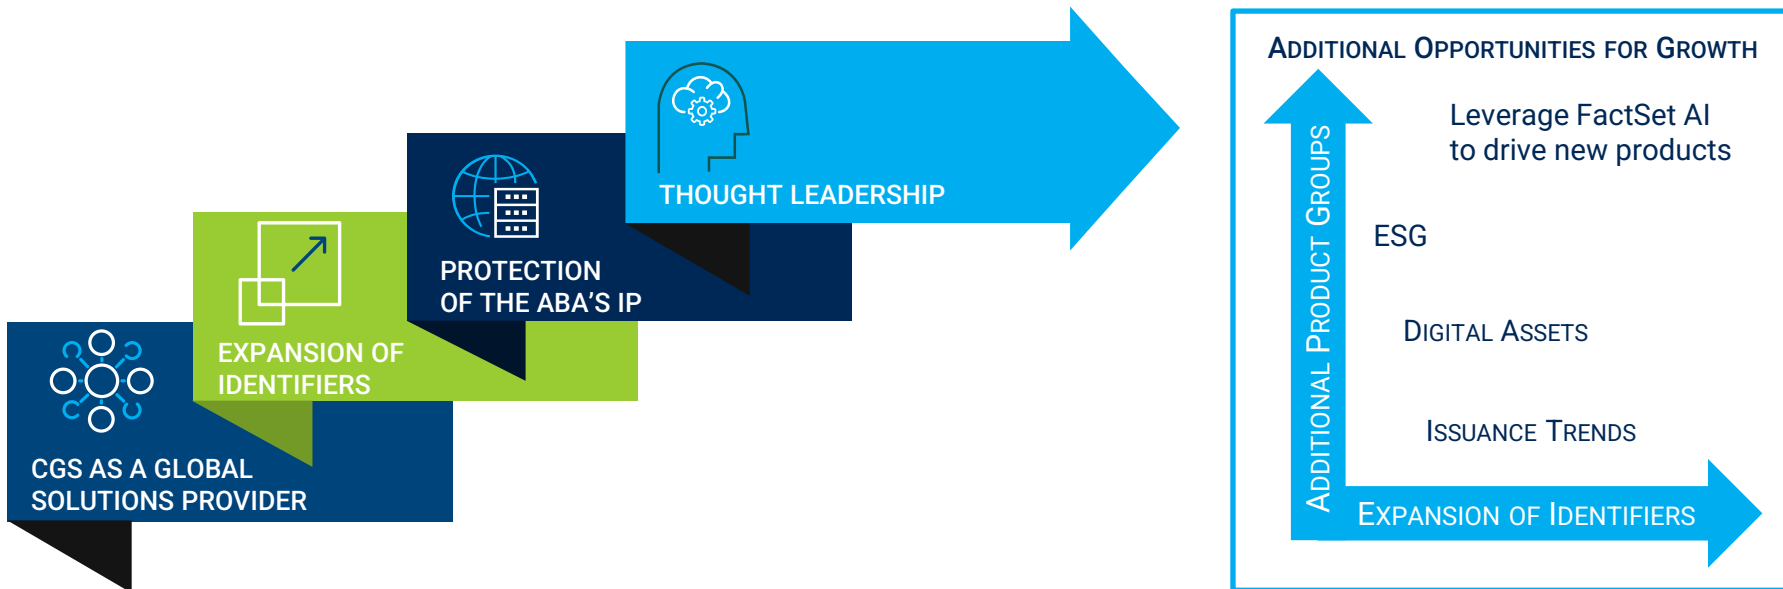 THOUGHT LEADERSHIP
PROTECTION
OF THE ABA'S IP
EXPANSION OF
IDENTIFIERS
CGS AS A GLOBAL
SOLUTIONS PROVIDER
ADDITIONAL OPPORTUNITIES FOR GROWTH
Leverage FactSet AI
to drive new products
ESG
DIGITAL ASSETS
ISSUANCE TRENDS
ADDITIONAL PRODUCT GROUPS
EXPANSION OF IDENTIFIERS